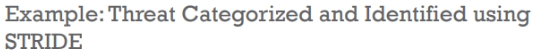 Example: Threat Categorized and Identified using
STRIDE